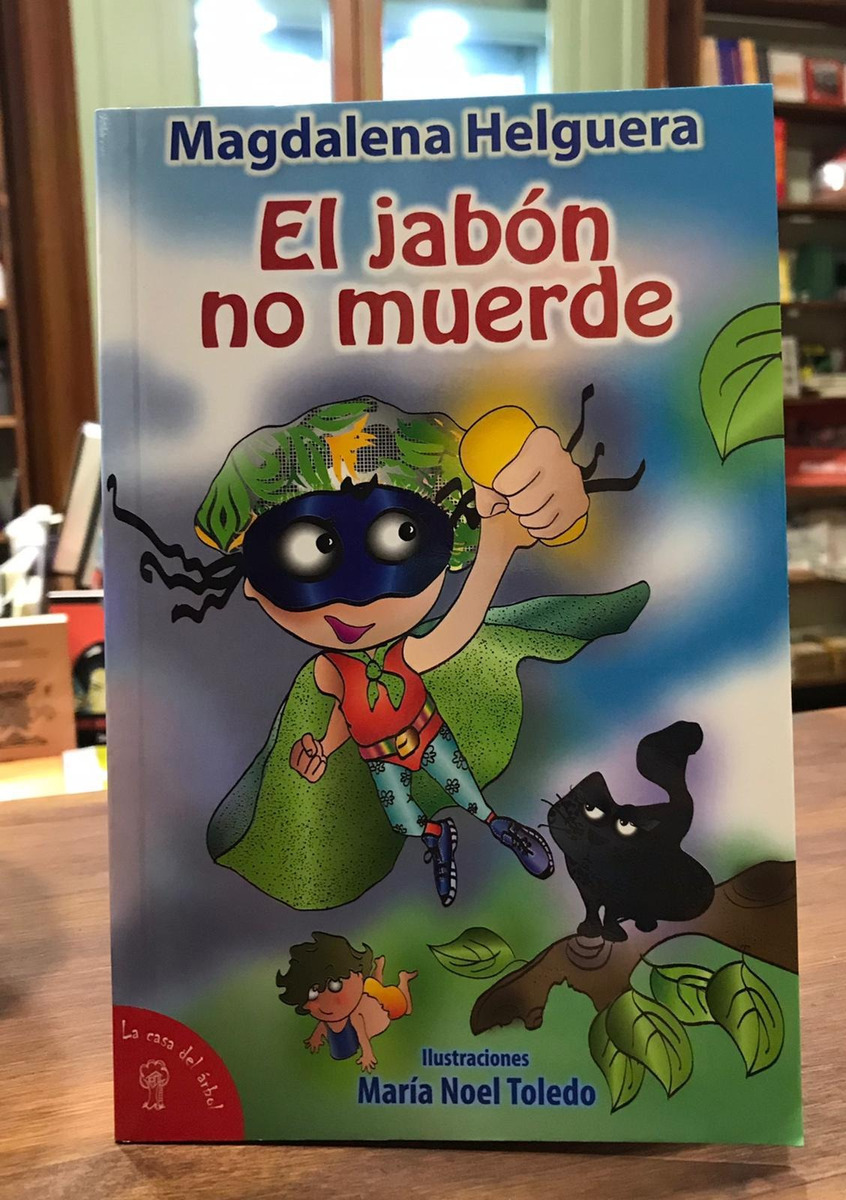 Magdalena Helguera
El jabón
no muerde
La casa del árbol
Ilustraciones
María Noel Toledo